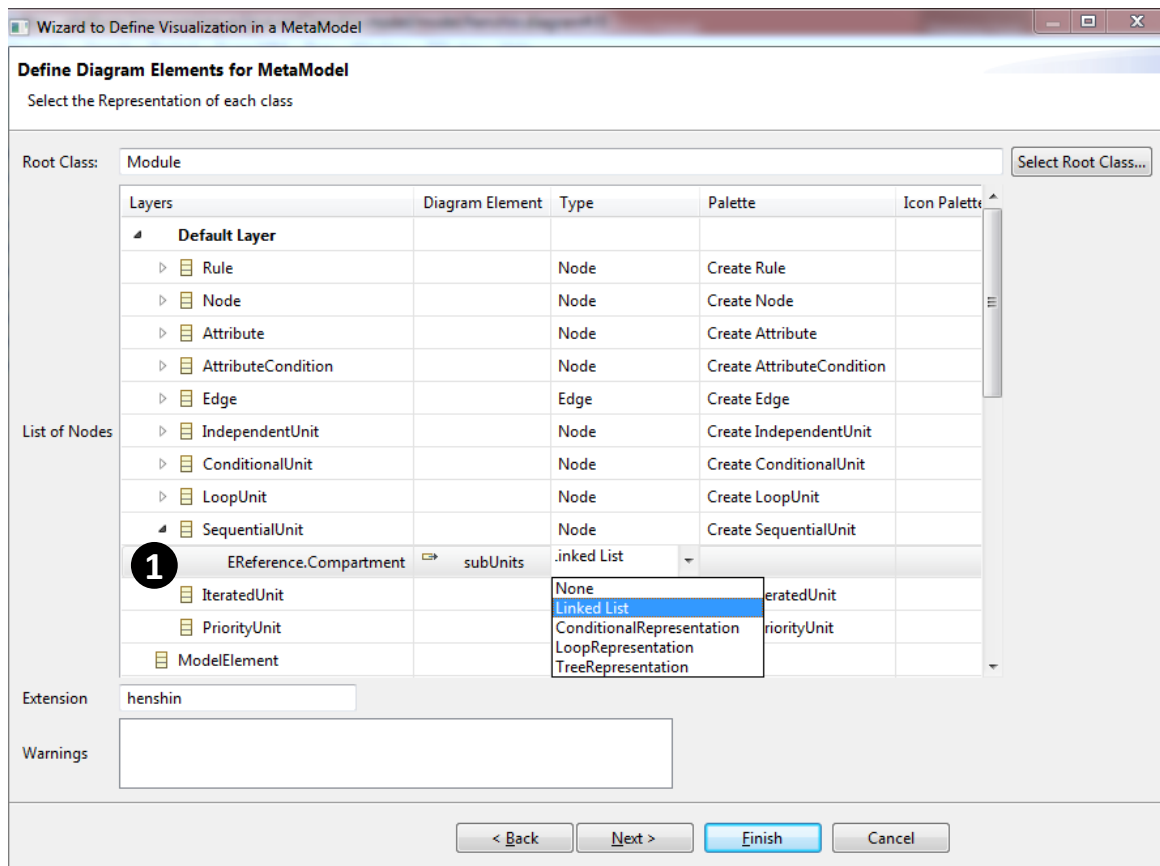 Wizard to Define Visualization in a MetaModel
Define Diagram Elements for MetaModel
Select the Representation of each class
Root Class: Module Select Root Class...
Layers Diagram Element Type Palette Icon Palette
Default Layer
Rule Node Create Rule
Node Node Create Node
Attribute Node Create Attribute
AttributeCondition Node Create AttributeCondition
Edge Edge Create Edge
List of Nodes IndependentUnit Node Create IndependentUnit
ConditionalUnit Node Create ConditionalUnit
LoopUnit Node Create LoopUnit
SequentialUnit Node Create SequentialUnit
1 EReference.Compartment subUnits .inked List
None
IteratedUnit eratedUnit
Linked List
PriorityUnit ConditionalRepresentation riorityUnit
LoopRepresentation
ModelElement TreeRepresentation
Extension henshin
Warnings
< Back Next > Finish Cancel